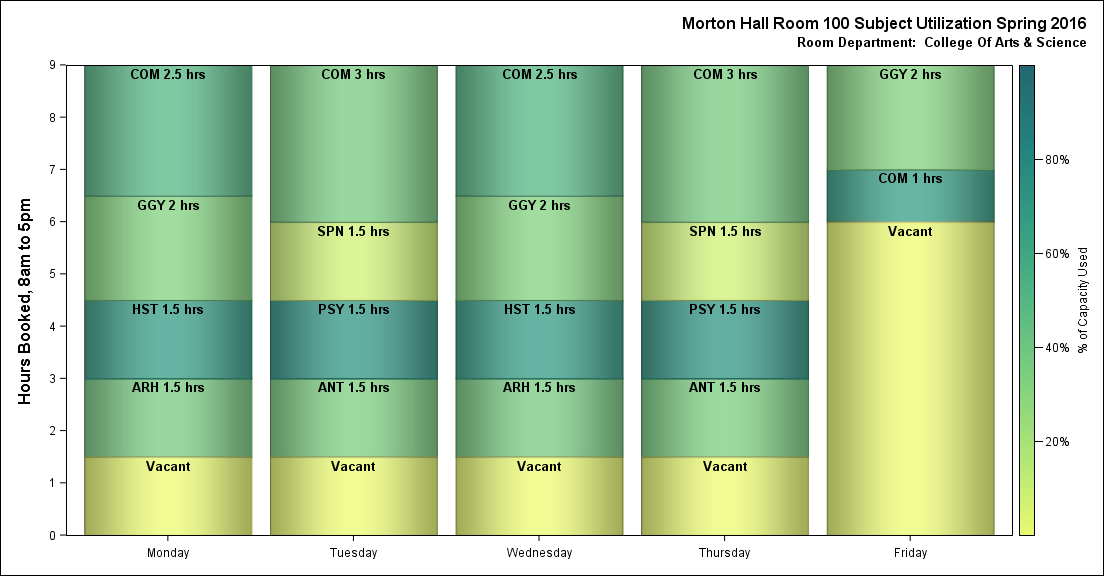 Morton Hall Room 100 Subject Utilization Spring 2016
Room Department:  College Of Arts & Science
Hours Booked, 8am to 5pm
9
8
7
6
5
4
3
2
1
0
COM 2.5 hrs
GGY 2 hrs
HST 1.5 hrs
ARH 1.5 hrs
Vacant
COM 3 hrs
SPN 1.5 hrs
PSY 1.5 hrs
ANT 1.5 hrs
Vacant
COM 2.5 hrs
GGY 2 hrs
HST 1.5 hrs
ARH 1.5 hrs
Vacant
COM 3 hrs
SPN 1.5 hrs
PSY 1.5 hrs
ANT 1.5 hrs
Vacant
GGY 2 hrs
COM 1 hrs
Vacant
Monday
Tuesday
Wednesday
Thursday
Friday
80%
60%
40%
20%
% of Capacity Used